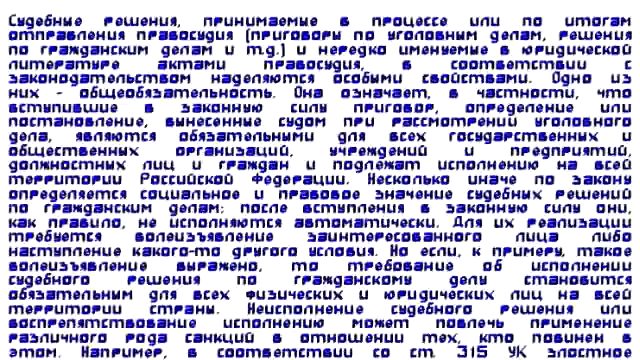 Судебные решения, принимаемые в процессе или по итогам
отправления правосудия (приговоры по уголовным делам, решения
по гражданским делам и т.д.) и нередко именуемые в юридической
литературе актами правосудия, в соответствии с
законодательством наделяются особыми свойствами. Одно из
них - общеобязательность. Она означает, в частности, что
вступившие в законную силу приговор, определение или
постановление, вынесенные судом при рассмотрении уголовного
дела, являются обязательными для всех государственных и
общественных организаций, учреждений и предприятий,
должностных лиц и граждан и подлежат исполнению на всей
территории Российской Федерации. Несколько иначе по закону
определяется социальное и правовое значение судебных решений
по гражданским делам: после вступления в законную силу они,
как правило, не исполняются автоматически. Для их реализации
требуется волеизъявление заинтересованного лица либо
наступление какого-то другого условия. Но если, к примеру, такое
волеизъявление выражено, то требование об исполнении
судебного решения по гражданскому делу становится
обязательным для всех физических и юридических лиц на всей
территории страны. Неисполнение судебного решения или
воспрепятствование исполнению может повлечь применение
различного рода санкций в отношении тех, кто повинен в
этом. Например, в соответствии со ст. 315 УК злостное